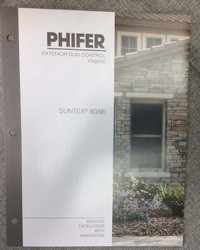 PHIFER
EXTERIOR SUN CONTROL
FABRIC
SUNTEX® 80/90
WEAVING
EXCELLENCE
WITH
INNOVATION